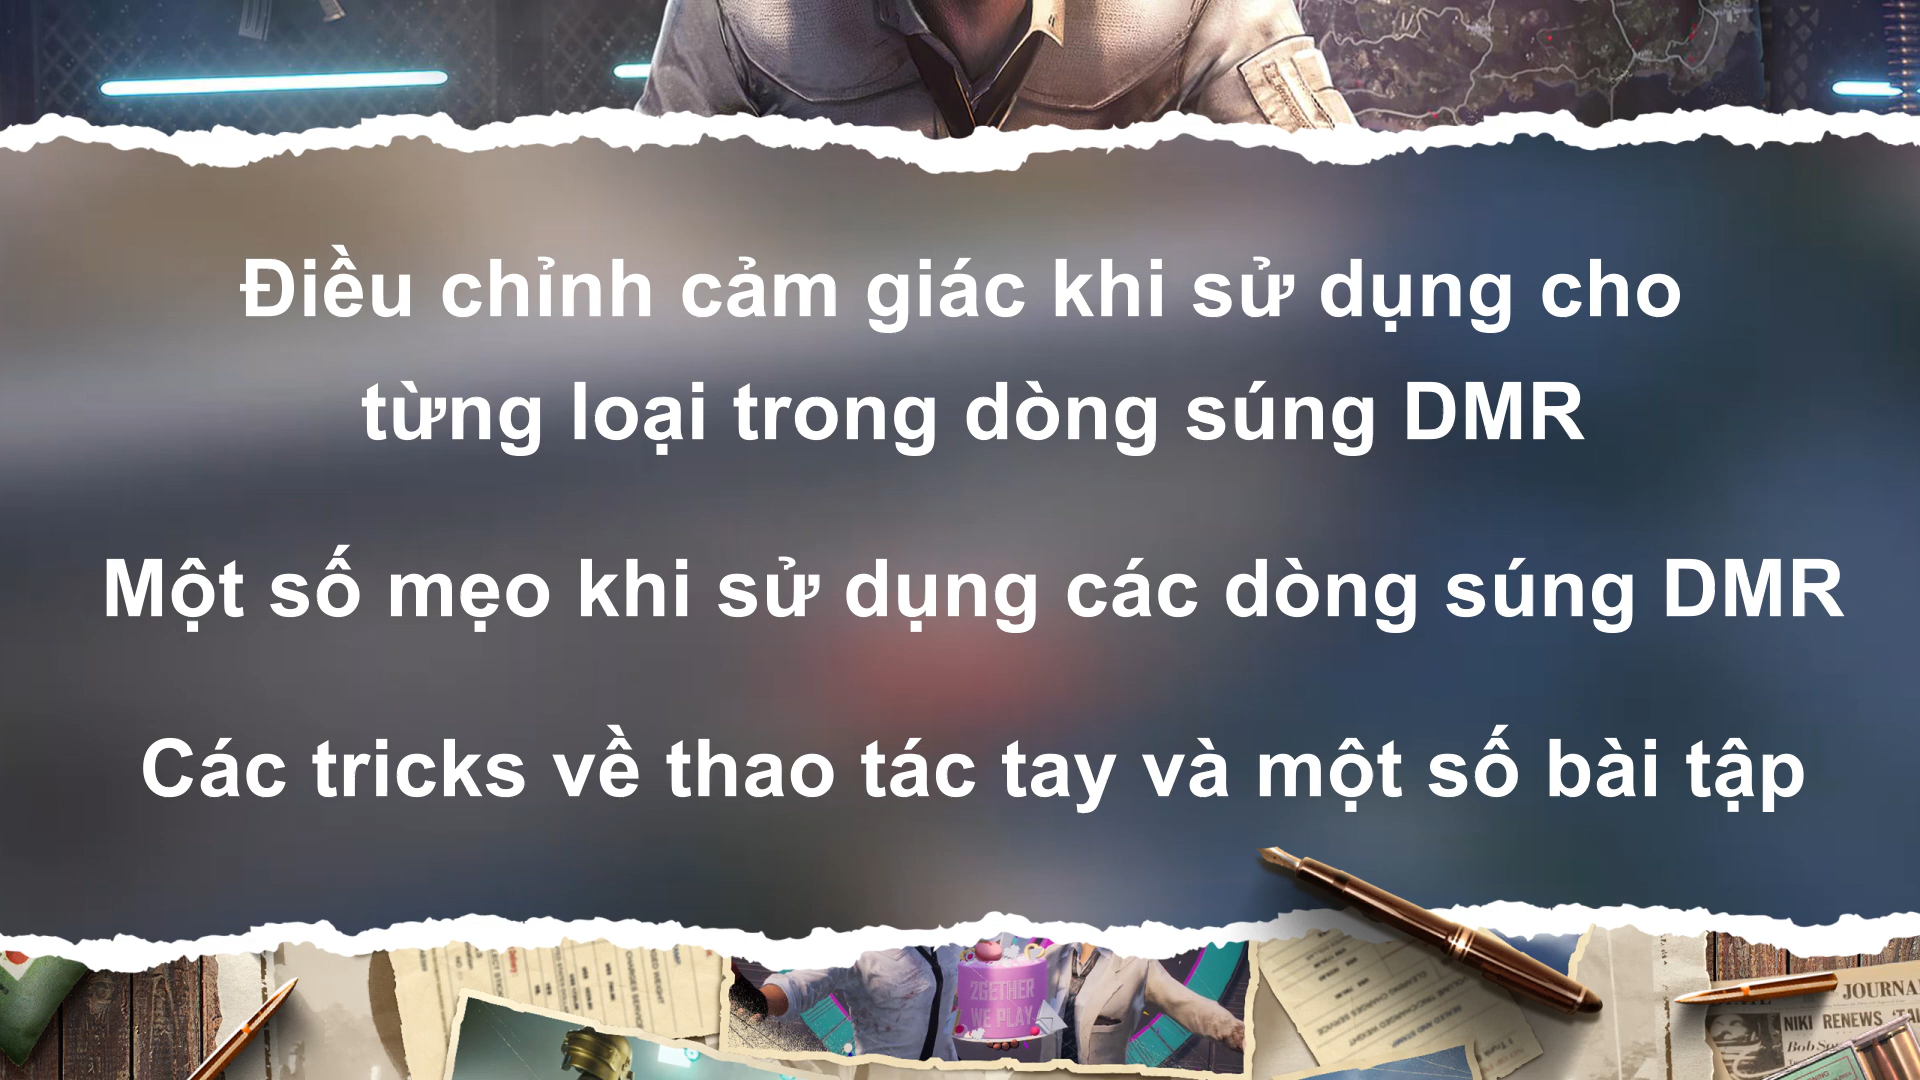 Điều chỉnh cảm giác khi sử dụng cho
từng loại trong dòng súng DMR
Một số mẹo khi sử dụng các dòng súng DMR
Các tricks về thao tác tay và một số bài tập
2GETHER
WE PLAY
JOURNA
NIKI RENEWS 'TAL